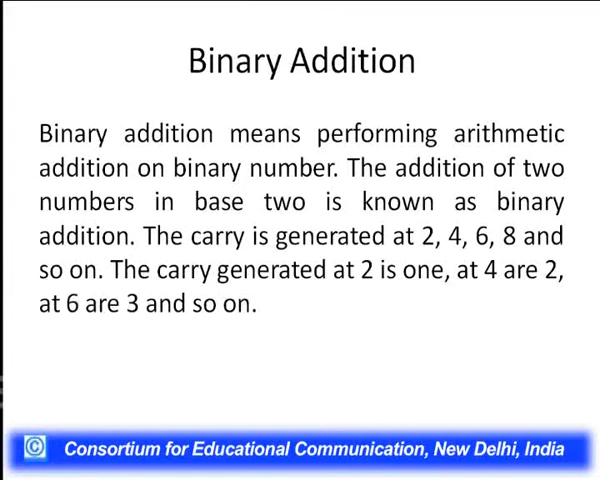 Binary Addition
Binary addition means performing arithmetic
addition on binary number. The addition of two
numbers in base two is known as binary
addition. The carry is generated at 2, 4, 6, 8 and
so on. The carry generated at 2 is one, at 4 are 2,
at 6 are 3 and so on.
© Consortium for Educational Communication, New Delhi, India